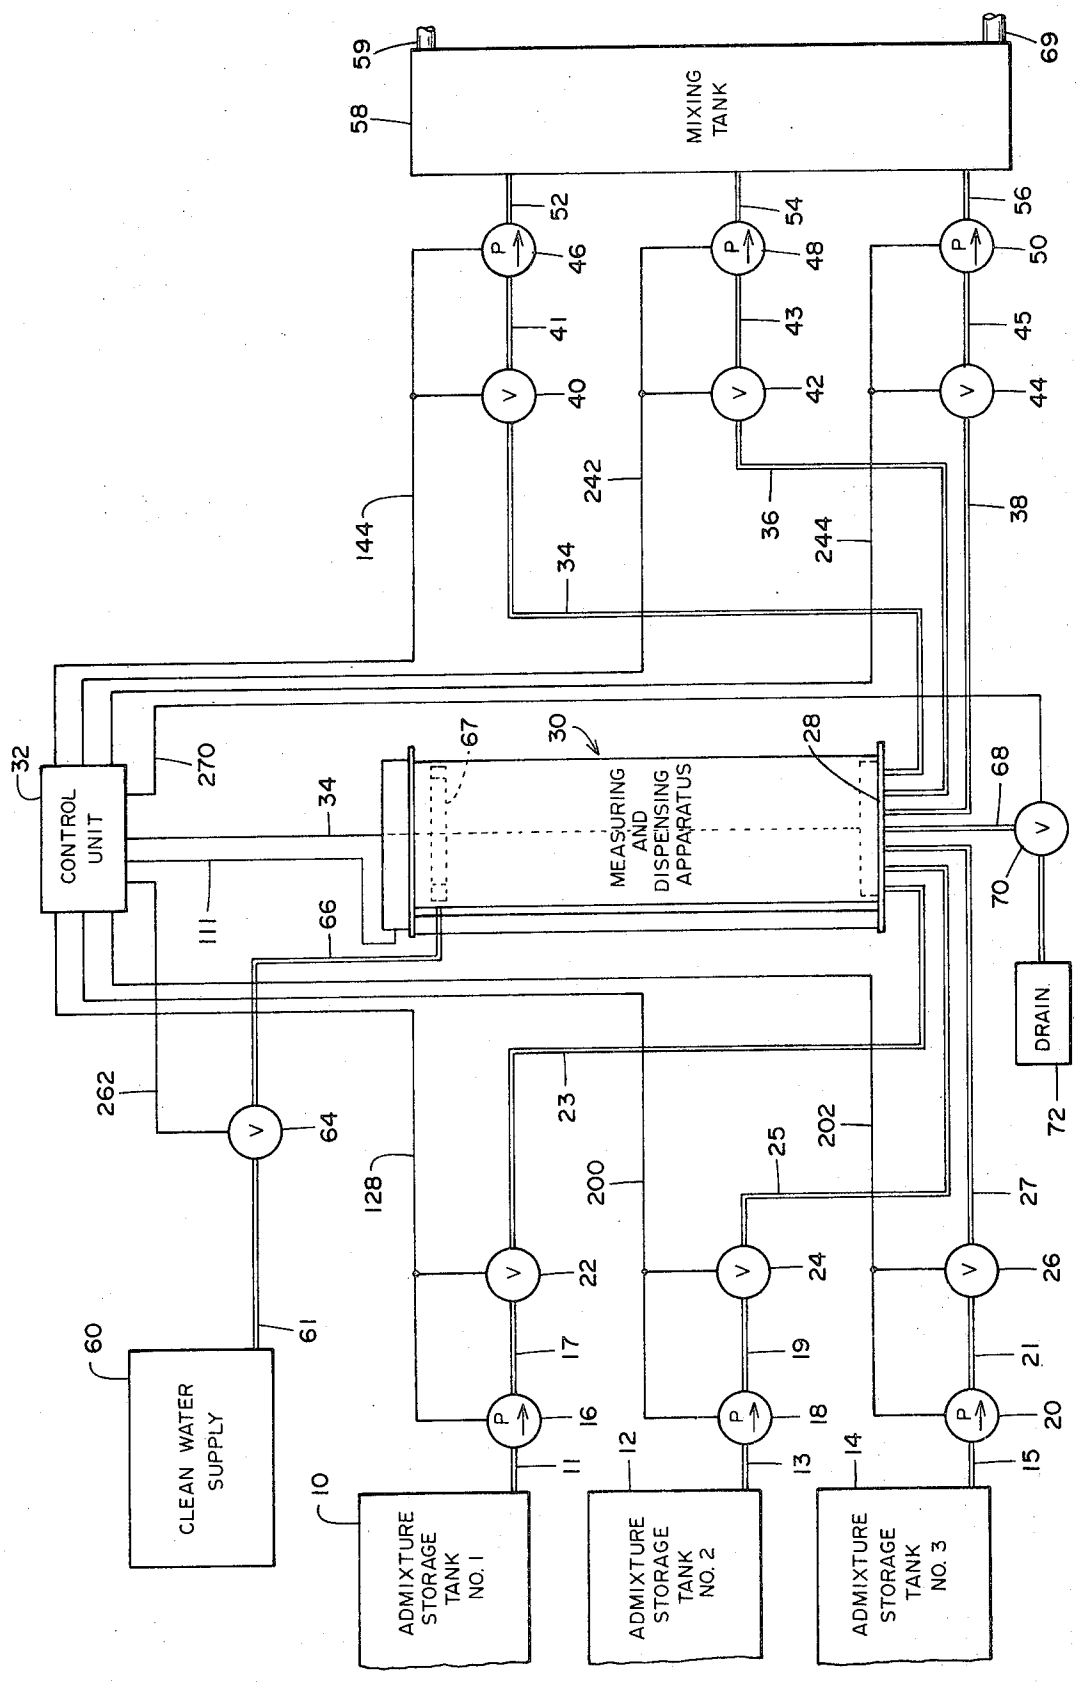 32
CONTROL
UNIT
60
262
CLEAN WATER
SUPPLY
111
270
V
61
64
66
34
10
128
144
58
59
ADMIXTURE
STORAGE
TANK
NO. 1
67
P
V
V
P
11
17
23
30
34
41
52
16
22
40
46
12
200
242
MEASURING
AND
DISPENSING
APPARATUS
ADMIXTURE
STORAGE
TANK
NO. 2
MIXING
TANK
P
V
V
P
25
36
13
19
43
54
18
24
28
42
48
14
202
244
ADMIXTURE
STORAGE
TANK
NO. 3
P
V
V
P
15
21
27
68
38
45
56
20
26
70
44
50
V
DRAIN
72
69